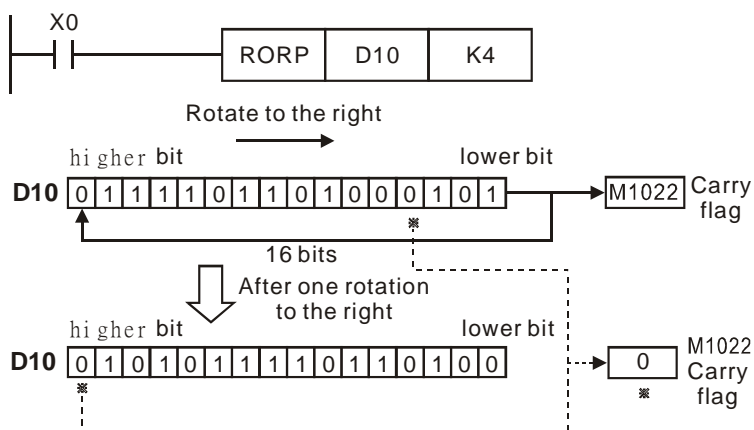 X0
RORP D10 K4
Rotate to the right
higher bit lower bit
D10 0 1 1 1 1 0 1 1 0 1 0 0 0 1 0 1 M1022 Carry flag
※
16 bits
After one rotation
to the right
higher bit lower bit
D10 0 1 0 1 0 1 1 1 1 0 1 1 0 1 0 0 0 M1022 Carry flag
※ ※